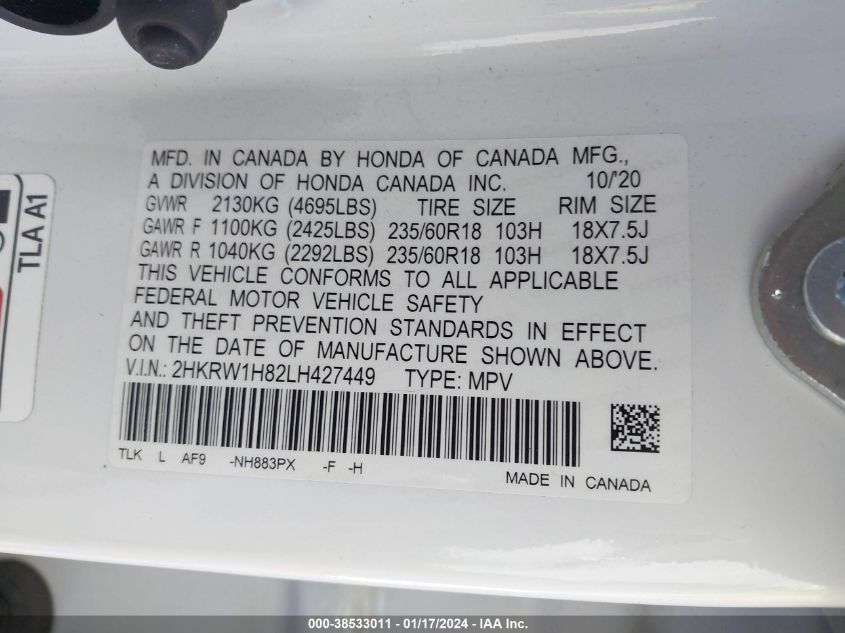 MFD. IN CANADA BY HONDA OF CANADA MFG.,
A DIVISION OF HONDA CANADA INC. 10/'20
GVWR 2130KG (4695LBS) TIRE SIZE RIM SIZE
GAWR F 1100KG (2425LBS) 235/60R18 103H 18X7.5J
GAWR R 1040KG (2292LBS) 235/60R18 103H 18X7.5J
THIS VEHICLE CONFORMS TO ALL APPLICABLE
FEDERAL MOTOR VEHICLE SAFETY
AND THEFT PREVENTION STANDARDS IN EFFECT
ON THE DATE OF MANUFACTURE SHOWN ABOVE.
V.I.N.: 2HKRW1H82LH427449 TYPE: MPV
TLK L AF9 -NH883PX -F -H
MADE IN CANADA
TLA A1
000-38533011 - 01/17/2024 - IAA Inc.